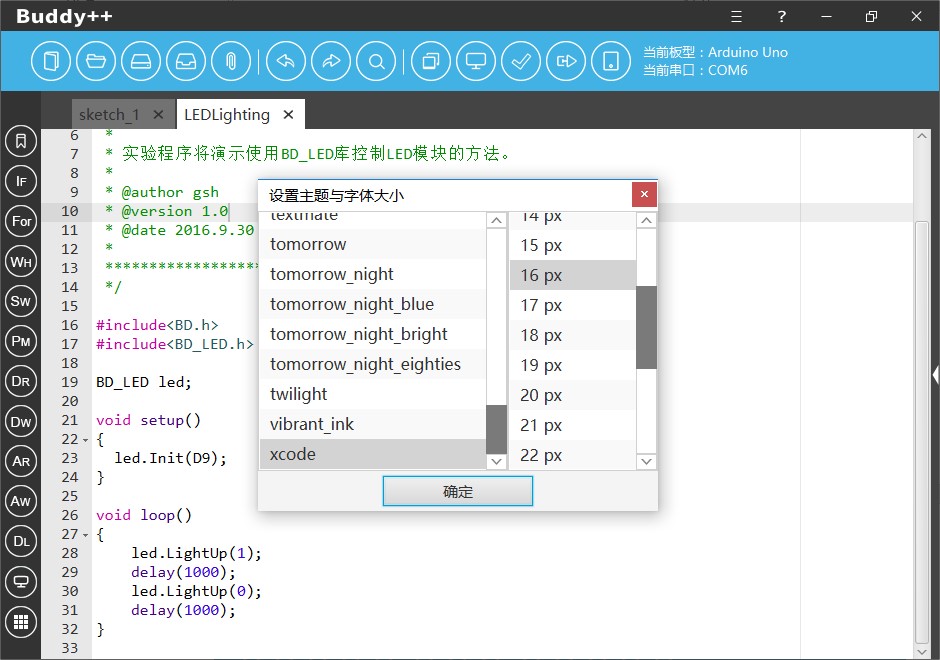 Buddy++
?
当前板型：Arduino Uno
当前串口：COM6
sketch_1 ×
LEDLighting ×
6 *
7 * 实验程序将演示使用BD_LED库控制LED模块的方法。
8 *
9 * @author gsh
10 * @version 1.0
11 * @date 2016.9.30
12 *
13 ******************
14 */
15
16 #include<BD.h>
17 #include<BD_LED.h>
18
19 BD_LED led;
20
21 void setup()
22 {
23 led.Init(D9);
24 }
25
26 void loop()
27 {
28 led.LightUp(1);
29 delay(1000);
30 led.LightUp(0);
31 delay(1000);
32 }
33
IF
For
WH
SW
PM
DR
DW
AR
AW
DL
设置主题与字体大小
textmate
tomorrow
tomorrow_night
tomorrow_night_blue
tomorrow_night_bright
tomorrow_night_eighties
twilight
vibrant_ink
xcode
14 px
15 px
16 px
17 px
18 px
19 px
20 px
21 px
22 px
确定